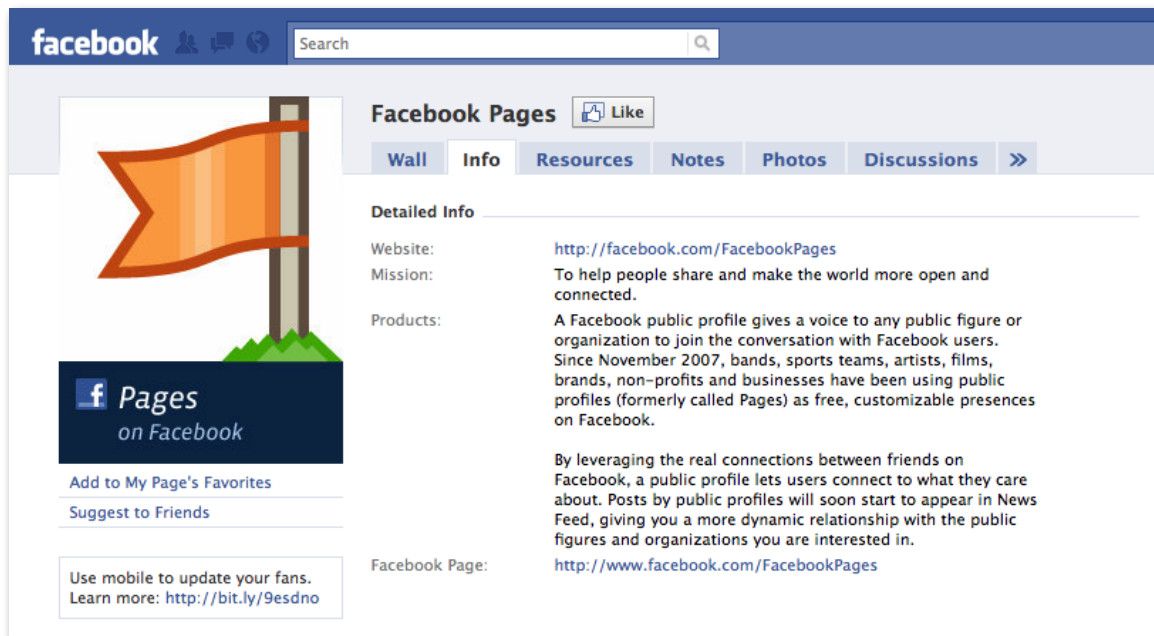 facebook
Search
Facebook Pages Like
Wall Info Resources Notes Photos Discussions »
Detailed Info
Website: http://facebook.com/FacebookPages
Mission: To help people share and make the world more open and
connected.
Products: A Facebook public profile gives a voice to any public figure or
organization to join the conversation with Facebook users.
Since November 2007, bands, sports teams, artists, films,
brands, non-profits and businesses have been using public
profiles (formerly called Pages) as free, customizable presences
on Facebook.
By leveraging the real connections between friends on
Facebook, a public profile lets users connect to what they care
about. Posts by public profiles will soon start to appear in News
Feed, giving you a more dynamic relationship with the public
figures and organizations you are interested in.
Facebook Page: http://www.facebook.com/FacebookPages
f Pages
on Facebook
Add to My Page's Favorites
Suggest to Friends
Use mobile to update your fans.
Learn more: http://bit.ly/9esdno